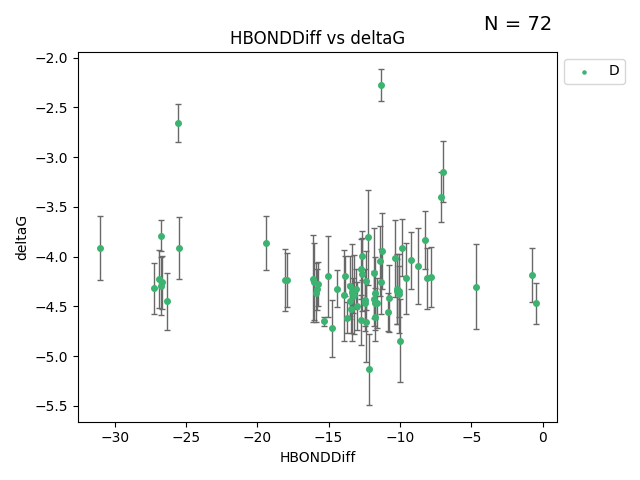 N = 72
HBONDDiff vs deltaG
D
−2.0
−2.5
−3.0
−3.5
−4.0
−4.5
−5.0
−5.5
deltaG
−30 −25 −20 −15 −10 −5 0
HBONDDiff